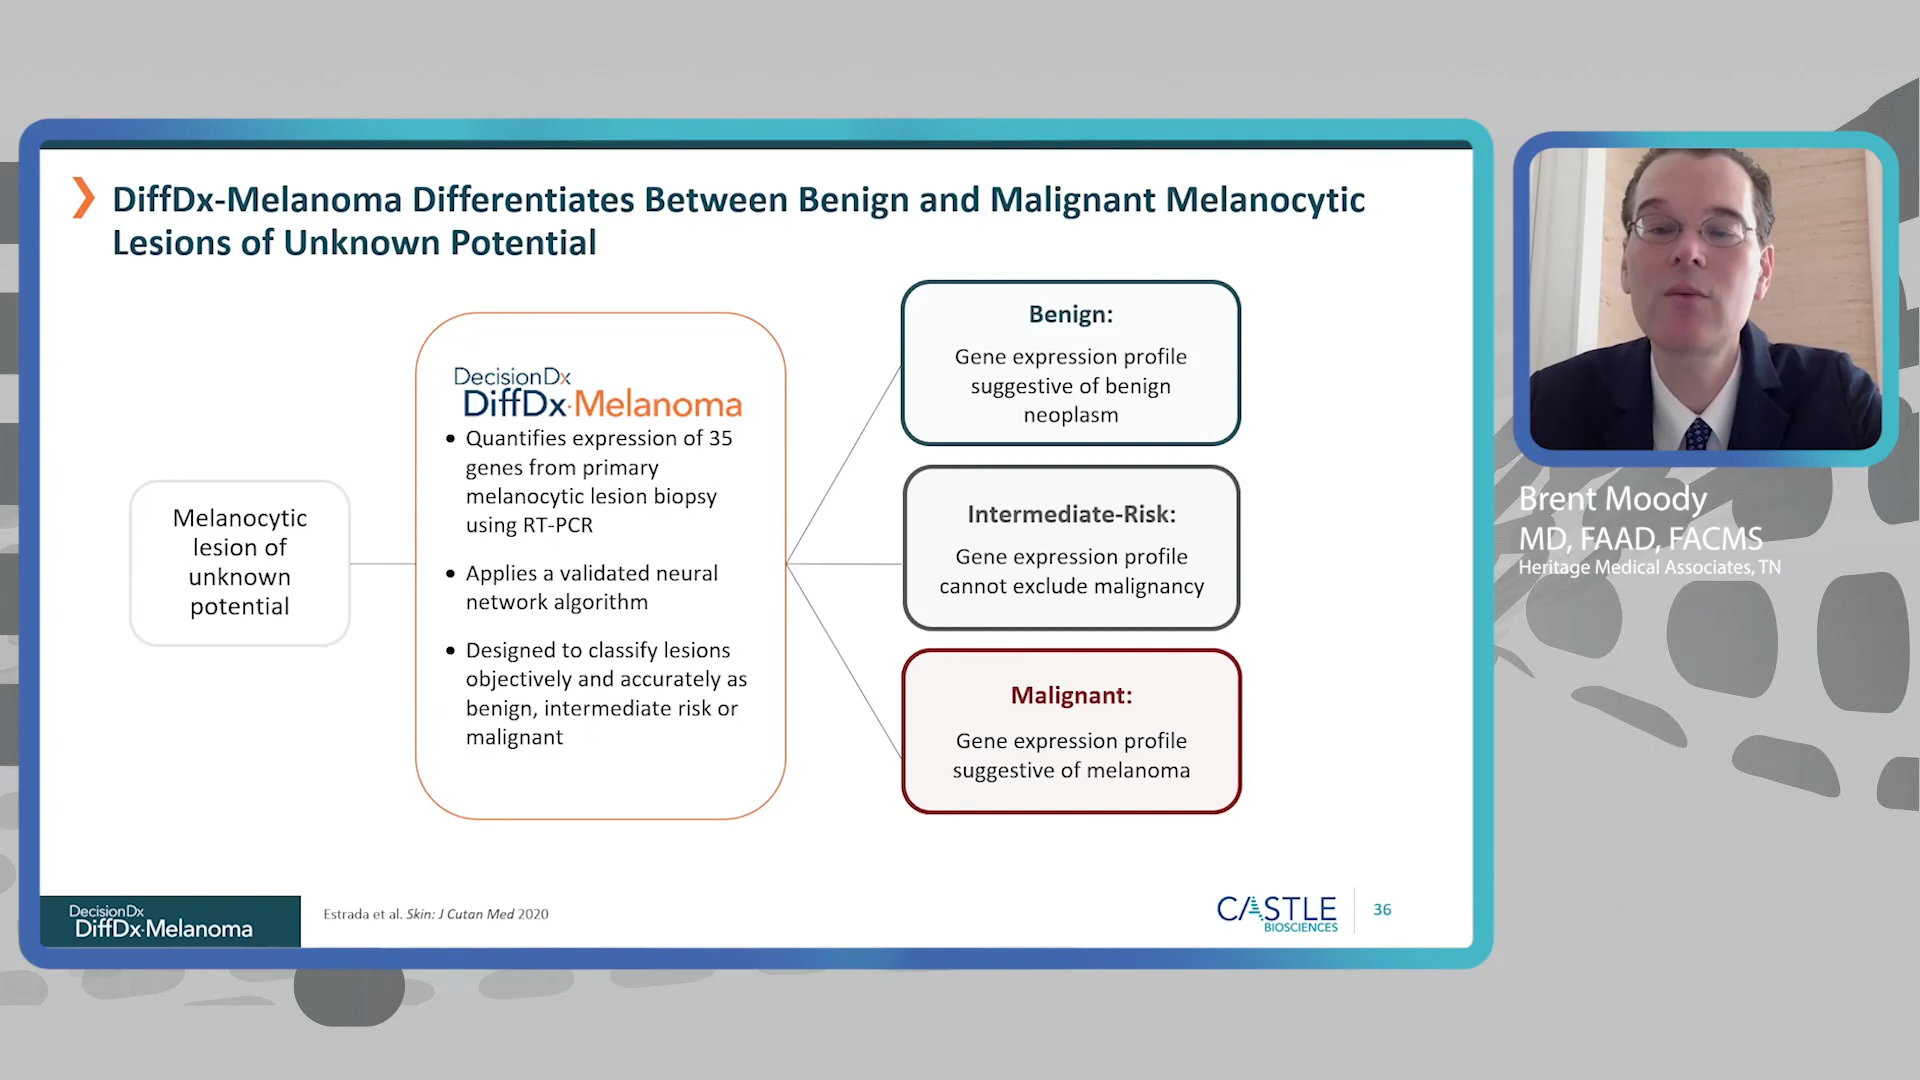 DiffDx-Melanoma Differentiates Between Benign and Malignant Melanocytic
Lesions of Unknown Potential
Melanocytic
lesion of
unknown
potential
DecisionDx
DiffDx·Melanoma
• Quantifies expression of 35
genes from primary
melanocytic lesion biopsy
using RT-PCR
• Applies a validated neural
network algorithm
• Designed to classify lesions
objectively and accurately as
benign, intermediate risk or
malignant
Benign:
Gene expression profile
suggestive of benign
neoplasm
Intermediate-Risk:
Gene expression profile
cannot exclude malignancy
Malignant:
Gene expression profile
suggestive of melanoma
DecisionDx
DiffDx·Melanoma
Estrada et al. Skin: J Cutan Med 2020
CASTLE
BIOSCIENCES
36
Brent Moody
MD, FAAD, FACMS
Heritage Medical Associates, TN